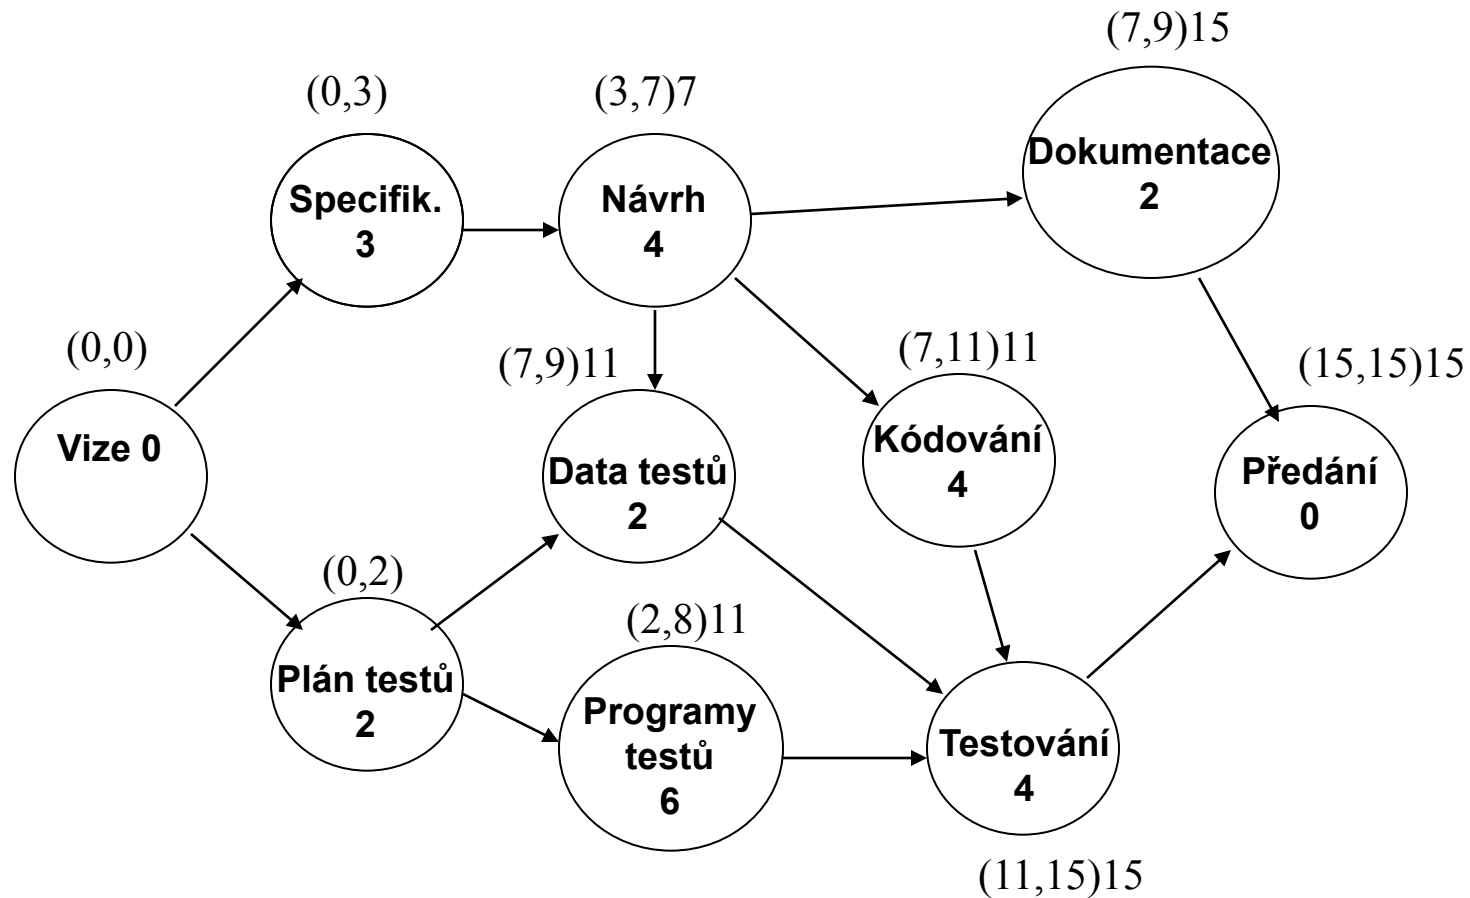 (7,9)15
Dokumentace
2
(0,3)
Specifik.
3
(3,7)7
Návrh
4
(0,0)
Vize 0
(7,9)11
Data testů
2
(7,11)11
Kódování
4
(15,15)15
Předání
0
(0,2)
Plán testů
2
(2,8)11
Programy
testů
6
Testování
4
(11,15)15